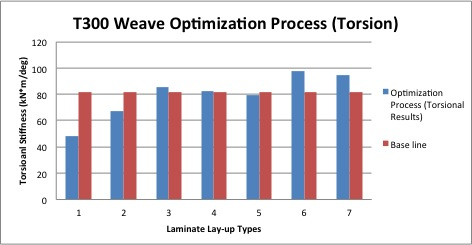 T300 Weave Optimization Process (Torsion)
120
100
80
60
40
20
0
Torsioanl Stiffness (kN*m/deg)
1 2 3 4 5 6 7
Laminate Lay-up Types
Optimization
Process (Torsional
Results)
Base line